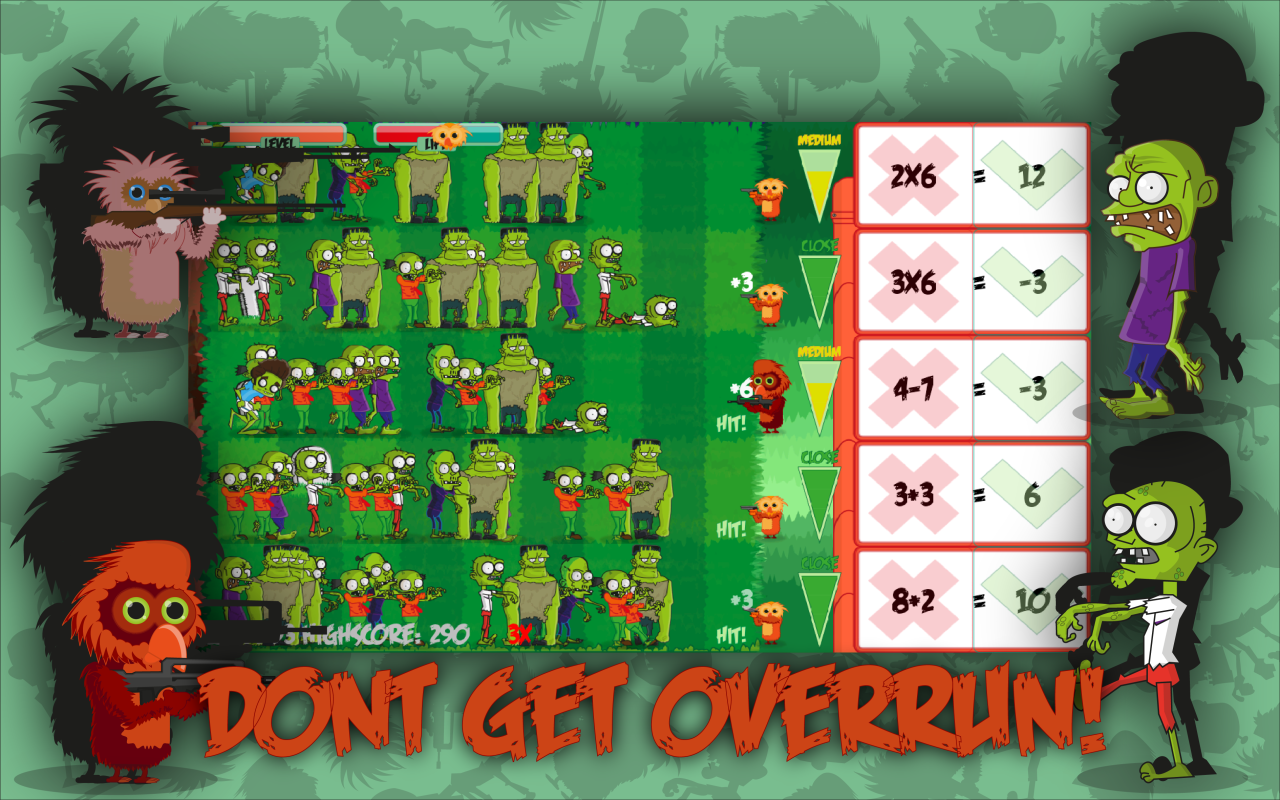 LEVEL
MEDIUM
2X6 = 12
CLOSE
+3
3X6 = -3
MEDIUM
+6
HIT!
4-7 = -3
CLOSE
HIT!
3+3 = 6
CLOSE
+3
HIT!
8+2 = 10
HIGHSCORE: 290
3X
DONT GET OVERRUN!